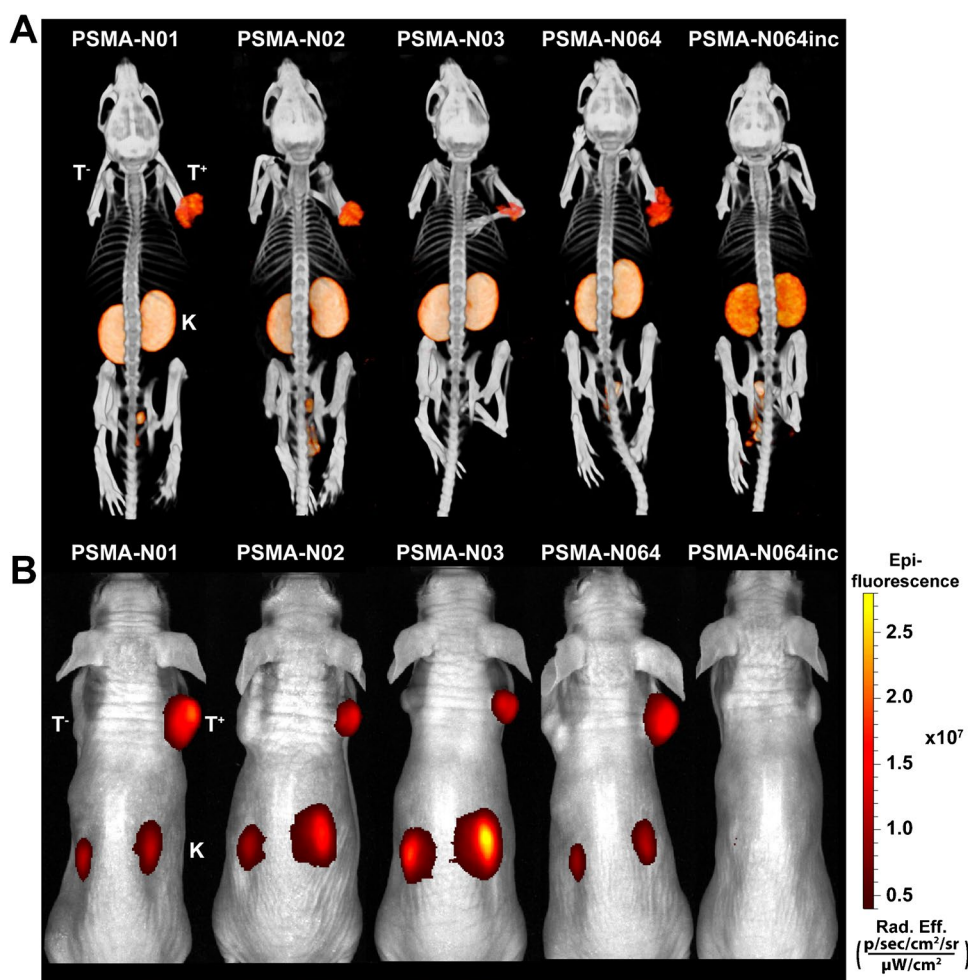 A
PSMA-N01 PSMA-N02 PSMA-N03 PSMA-N064 PSMA-N064inc
T- T+
K
B
PSMA-N01 PSMA-N02 PSMA-N03 PSMA-N064 PSMA-N064inc
Epi-
fluorescence
2.5
2.0
T- T+
x10⁷
1.5
K
1.0
0.5
Rad. Eff.
(p/sec/cm²/sr
µW/cm²)